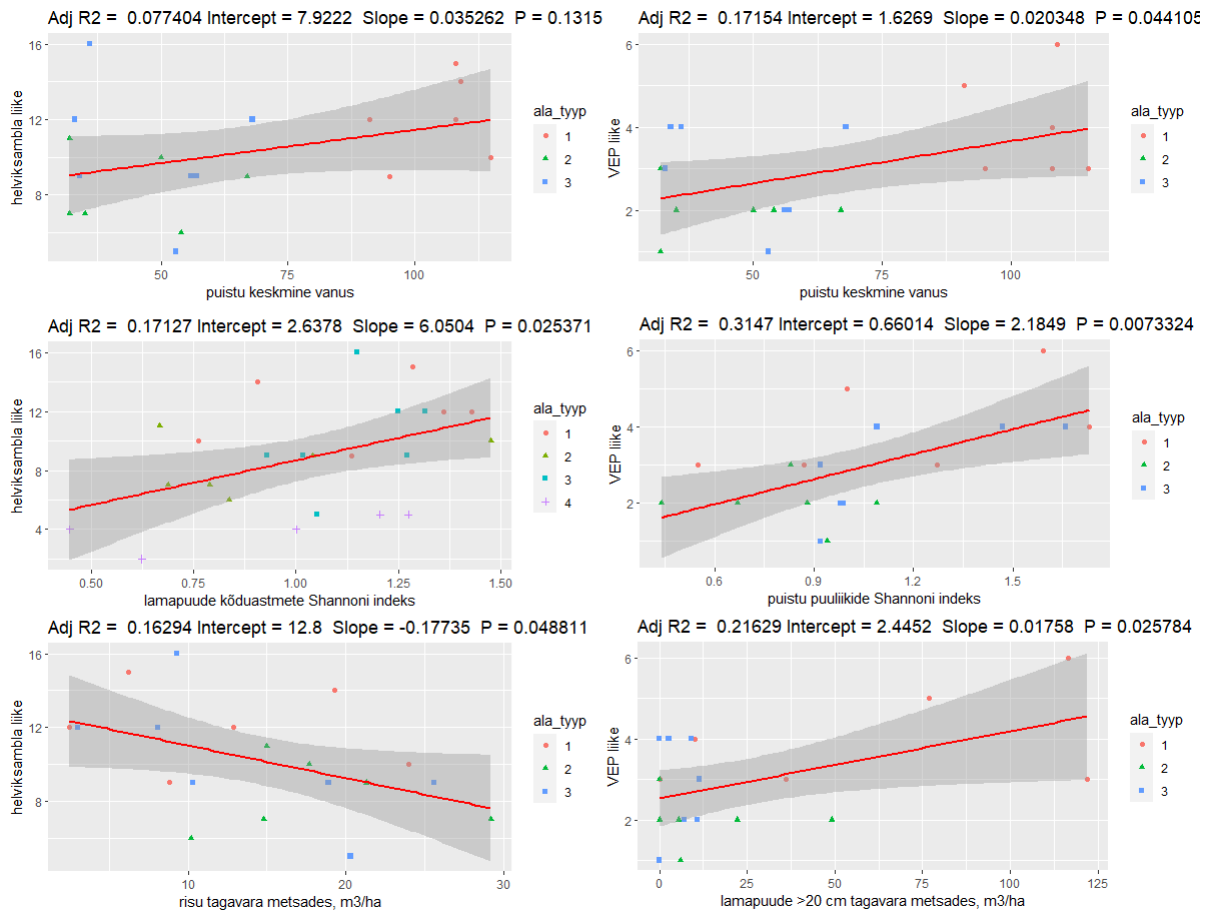 Adj R2 = 0.077404 Intercept = 7.9222 Slope = 0.035262 P = 0.1315
16
12
8
helviksambla liike
50
75
100
puistu keskmine vanus
ala_tyyp
1
2
3
Adj R2 = 0.17154 Intercept = 1.6269 Slope = 0.020348 P = 0.044105
6
4
2
VEP liike
50
75
100
puistu keskmine vanus
ala_tyyp
1
2
3
Adj R2 = 0.17127 Intercept = 2.6378 Slope = 6.0504 P = 0.025371
16
12
8
4
helviksambla liike
0.50
0.75
1.00
1.25
1.50
lamapuude kõduastmete Shannoni indeks
ala_tyyp
1
2
3
4
Adj R2 = 0.3147 Intercept = 0.66014 Slope = 2.1849 P = 0.0073324
6
4
2
VEP liike
0.6
0.9
1.2
1.5
puistu puuliikide Shannoni indeks
ala_tyyp
1
2
3
Adj R2 = 0.16294 Intercept = 12.8 Slope = -0.17735 P = 0.048811
16
12
8
helviksambla liike
10
20
30
risu tagavara metsades, m3/ha
ala_tyyp
1
2
3
Adj R2 = 0.21629 Intercept = 2.4452 Slope = 0.01758 P = 0.025784
6
4
2
VEP liike
0
25
50
75
100
125
lamapuude >20 cm tagavara metsades, m3/ha
ala_tyyp
1
2
3